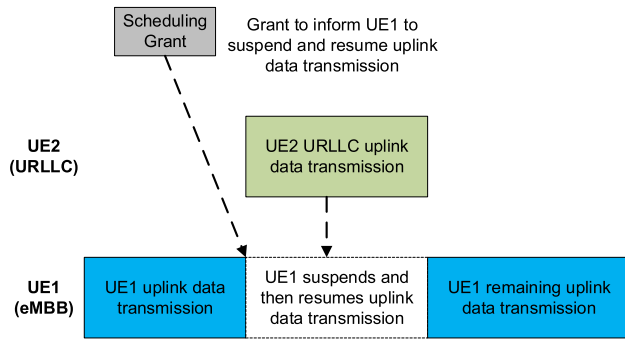 Scheduling
Grant
Grant to inform UE1 to
suspend and resume uplink
data transmission
UE2
(URLLC)
UE2 URLLC uplink
data transmission
UE1
(eMBB)
UE1 uplink data
transmission
UE1 suspends and
then resumes uplink
data transmission
UE1 remaining uplink
data transmission